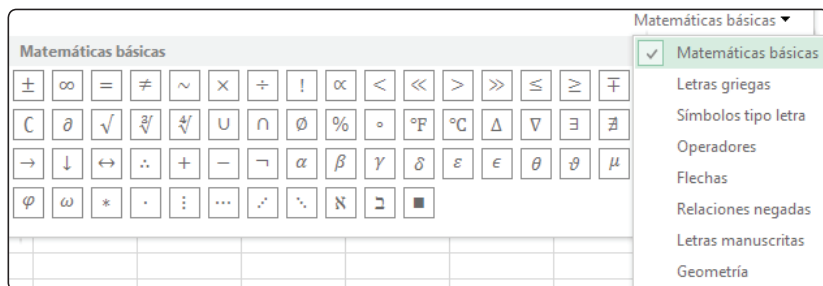 Matemáticas básicas
Matemáticas básicas
± ∞ = ≠ ~ × ÷ ! ∝ < ≪ > ≫ ≤ ≥ ∓
∁ ∂ √ ∛ ∜ ∪ ∩ ∅ % ° °F °C ∆ ∇ ∃ ∄
→ ↓ ↔ ∴ + − ¬ α β γ δ ε ϵ θ ϑ μ
φ ω * · ⋮ ⋯ ⋰ ⋱ ℵ ℶ ■
Matemáticas básicas
Letras griegas
Símbolos tipo letra
Operadores
Flechas
Relaciones negadas
Letras manuscritas
Geometría